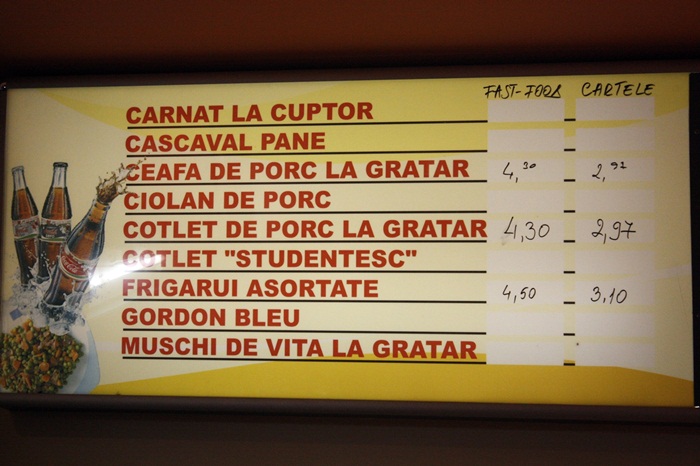 FAST-FOOD CARTELE
CARNAT LA CUPTOR
CASCAVAL PANE
CEAFA DE PORC LA GRATAR 4,30 2,97
CIOLAN DE PORC
COTLET DE PORC LA GRATAR 4,30 2,97
COTLET "STUDENTESC"
FRIGARUI ASORTATE 4,50 3,10
GORDON BLEU
MUSCHI DE VITA LA GRATAR